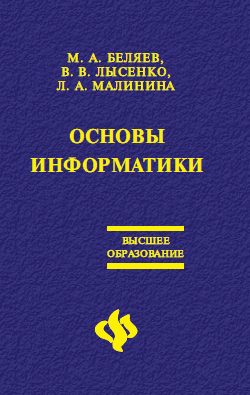 М. А. БЕЛЯЕВ,
В. В. ЛЫСЕНКО,
Л. А. МАЛИНИНА
ОСНОВЫ
ИНФОРМАТИКИ
ВЫСШЕЕ
ОБРАЗОВАНИЕ